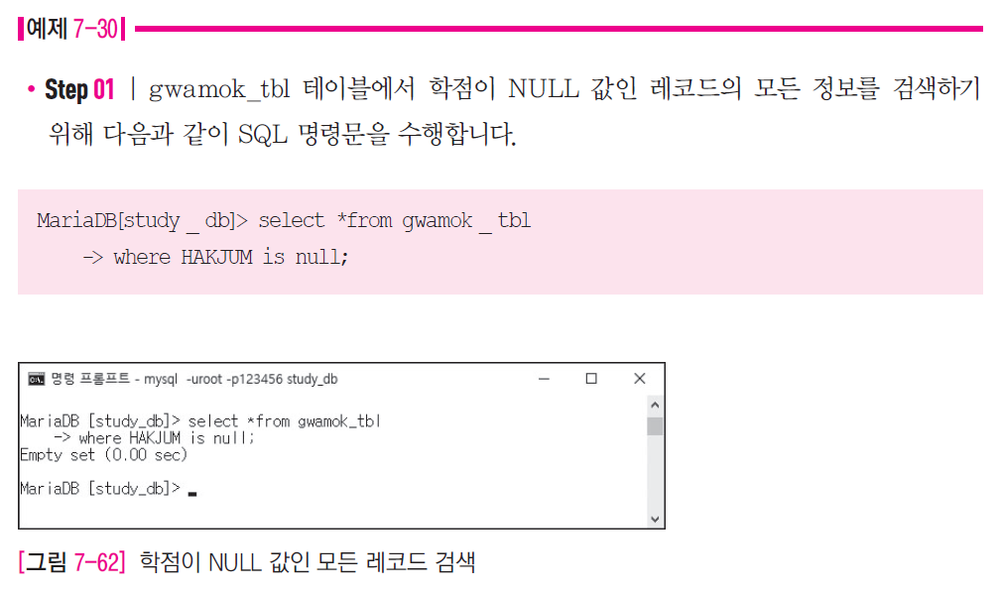 예제 7-30
• Step 01 | gwamok_tbl 테이블에서 학점이 NULL 값인 레코드의 모든 정보를 검색하기
위해 다음과 같이 SQL 명령문을 수행합니다.
MariaDB[study _ db]> select *from gwamok _ tbl
-> where HAKJUM is null;
명령 프롬프트 - mysql -uroot -p123456 study_db
MariaDB [study_db]> select *from gwamok_tbl
-> where HAKJUM is null;
Empty set (0.00 sec)
MariaDB [study_db]>
[그림 7-62] 학점이 NULL 값인 모든 레코드 검색